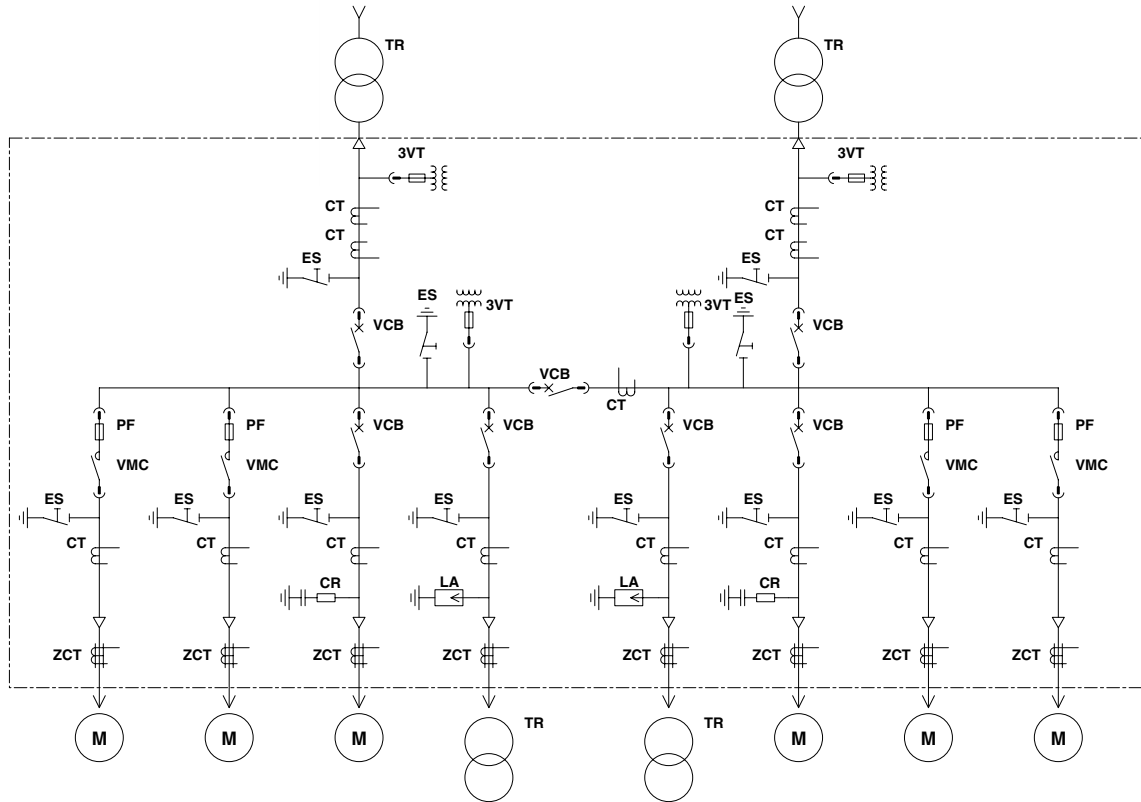 TR TR
3VT 3VT
CT CT
CT CT
ES ES
ES 3VT 3VT ES
VCB VCB
VCB
CT
PF PF VCB VCB VCB VCB PF PF
VMC VMC VMC VMC
ES ES ES ES ES ES ES ES
CT CT CT CT CT CT CT CT
CR LA LA CR
ZCT ZCT ZCT ZCT ZCT ZCT ZCT ZCT
TR TR
M M M M M M